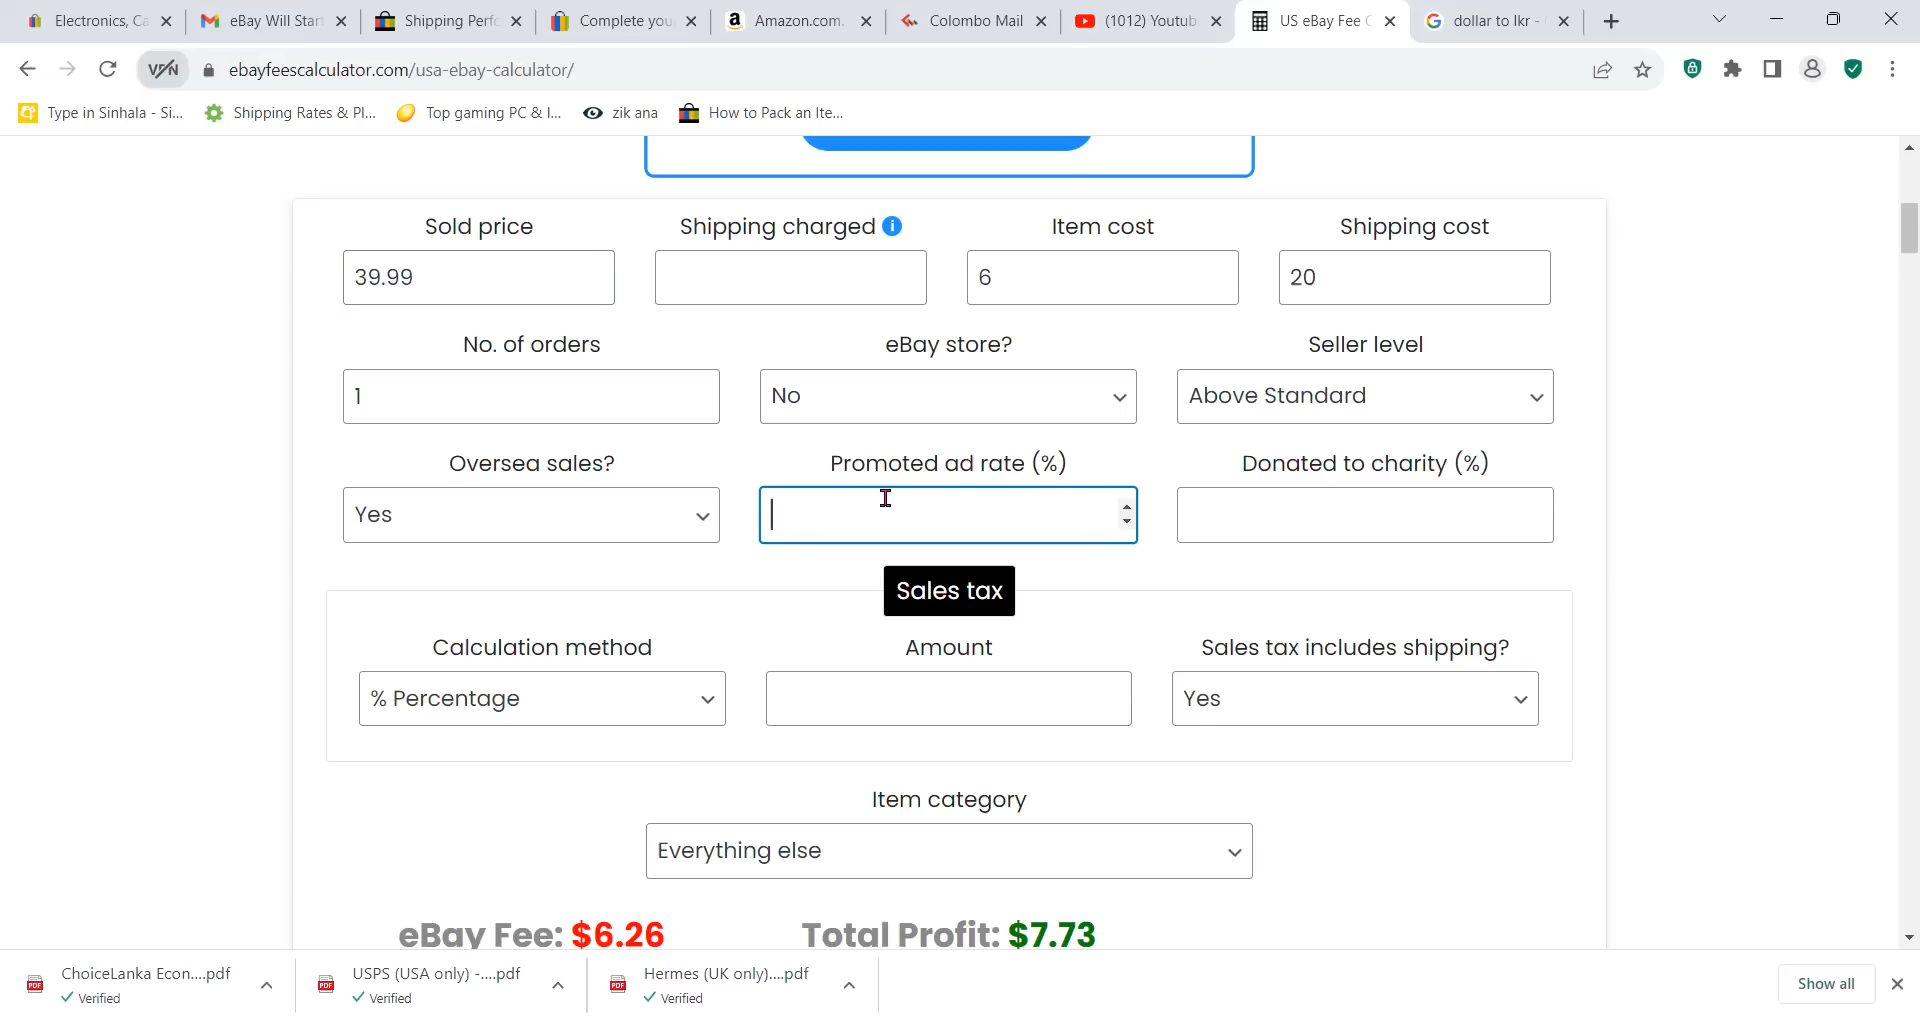 Electronics, Ca
eBay Will Start
Shipping Perfo
Complete you
Amazon.com.
Colombo Mail
(1012) Youtub
US eBay Fee C
dollar to lkr -
VPN
ebayfeescalculator.com/usa-ebay-calculator/
Type in Sinhala - Si...
Shipping Rates & Pl...
Top gaming PC & l...
zik ana
How to Pack an Ite...
Sold price
Shipping charged
Item cost
Shipping cost
39.99
6
20
No. of orders
eBay store?
Seller level
1
No
Above Standard
Oversea sales?
Promoted ad rate (%)
Donated to charity (%)
Yes
Sales tax
Calculation method
Amount
Sales tax includes shipping?
% Percentage
Yes
Item category
Everything else
eBay Fee: $6.26
Total Profit: $7.73
ChoiceLanka Econ....pdf
Verified
USPS (USA only) -....pdf
Verified
Hermes (UK only)....pdf
Verified
Show all